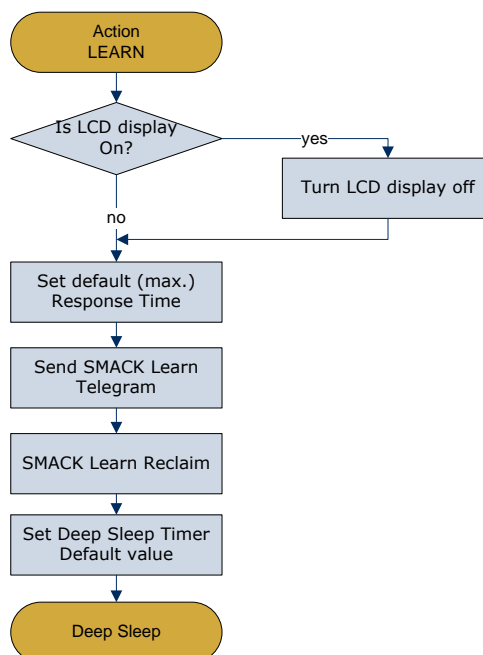 Action
LEARN
Is LCD display
On?
yes
Turn LCD display off
no
Set default (max.)
Response Time
Send SMACK Learn
Telegram
SMACK Learn Reclaim
Set Deep Sleep Timer
Default value
Deep Sleep